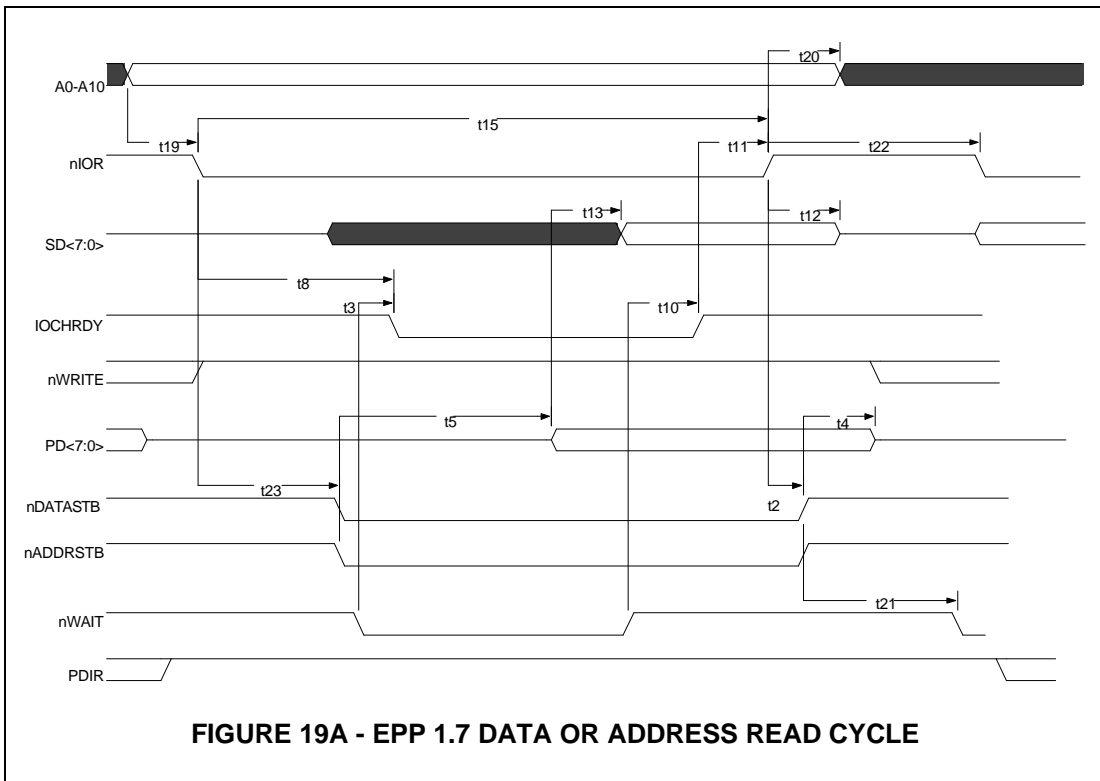 t20
A0-A10
t15
t19 t11 t22
nIOR
t13 t12
SD<7:0>
t8
t3 t10
IOCHRDY
nWRITE
t5 t4
PD<7:0>
t23 t2
nDATASTB
nADDRSTB
t21
nWAIT
PDIR
FIGURE 19A - EPP 1.7 DATA OR ADDRESS READ CYCLE